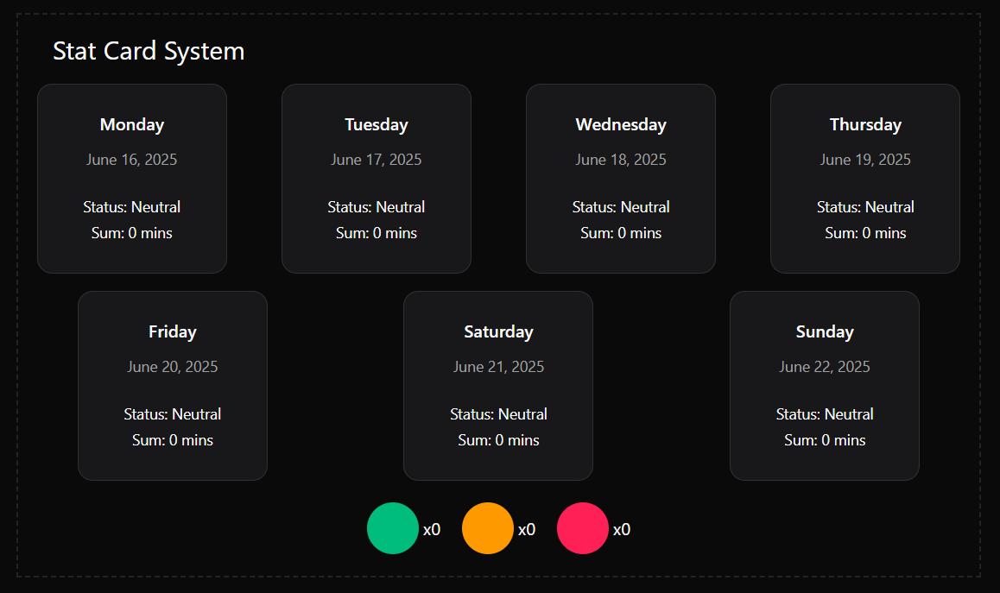 Stat Card System
Monday
June 16, 2025
Status: Neutral
Sum: 0 mins
Tuesday
June 17, 2025
Status: Neutral
Sum: 0 mins
Wednesday
June 18, 2025
Status: Neutral
Sum: 0 mins
Thursday
June 19, 2025
Status: Neutral
Sum: 0 mins
Friday
June 20, 2025
Status: Neutral
Sum: 0 mins
Saturday
June 21, 2025
Status: Neutral
Sum: 0 mins
Sunday
June 22, 2025
Status: Neutral
Sum: 0 mins
x0 x0 x0